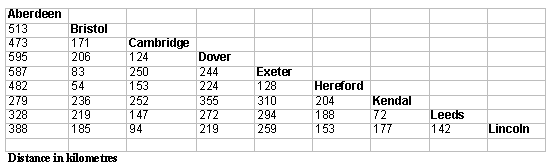 Aberdeen
513 Bristol
473 171 Cambridge
595 206 124 Dover
587 83 250 244 Exeter
482 54 153 224 128 Hereford
279 236 252 355 310 204 Kendal
328 219 147 272 294 188 72 Leeds
388 185 94 219 259 153 177 142 Lincoln
Distance in kilometres